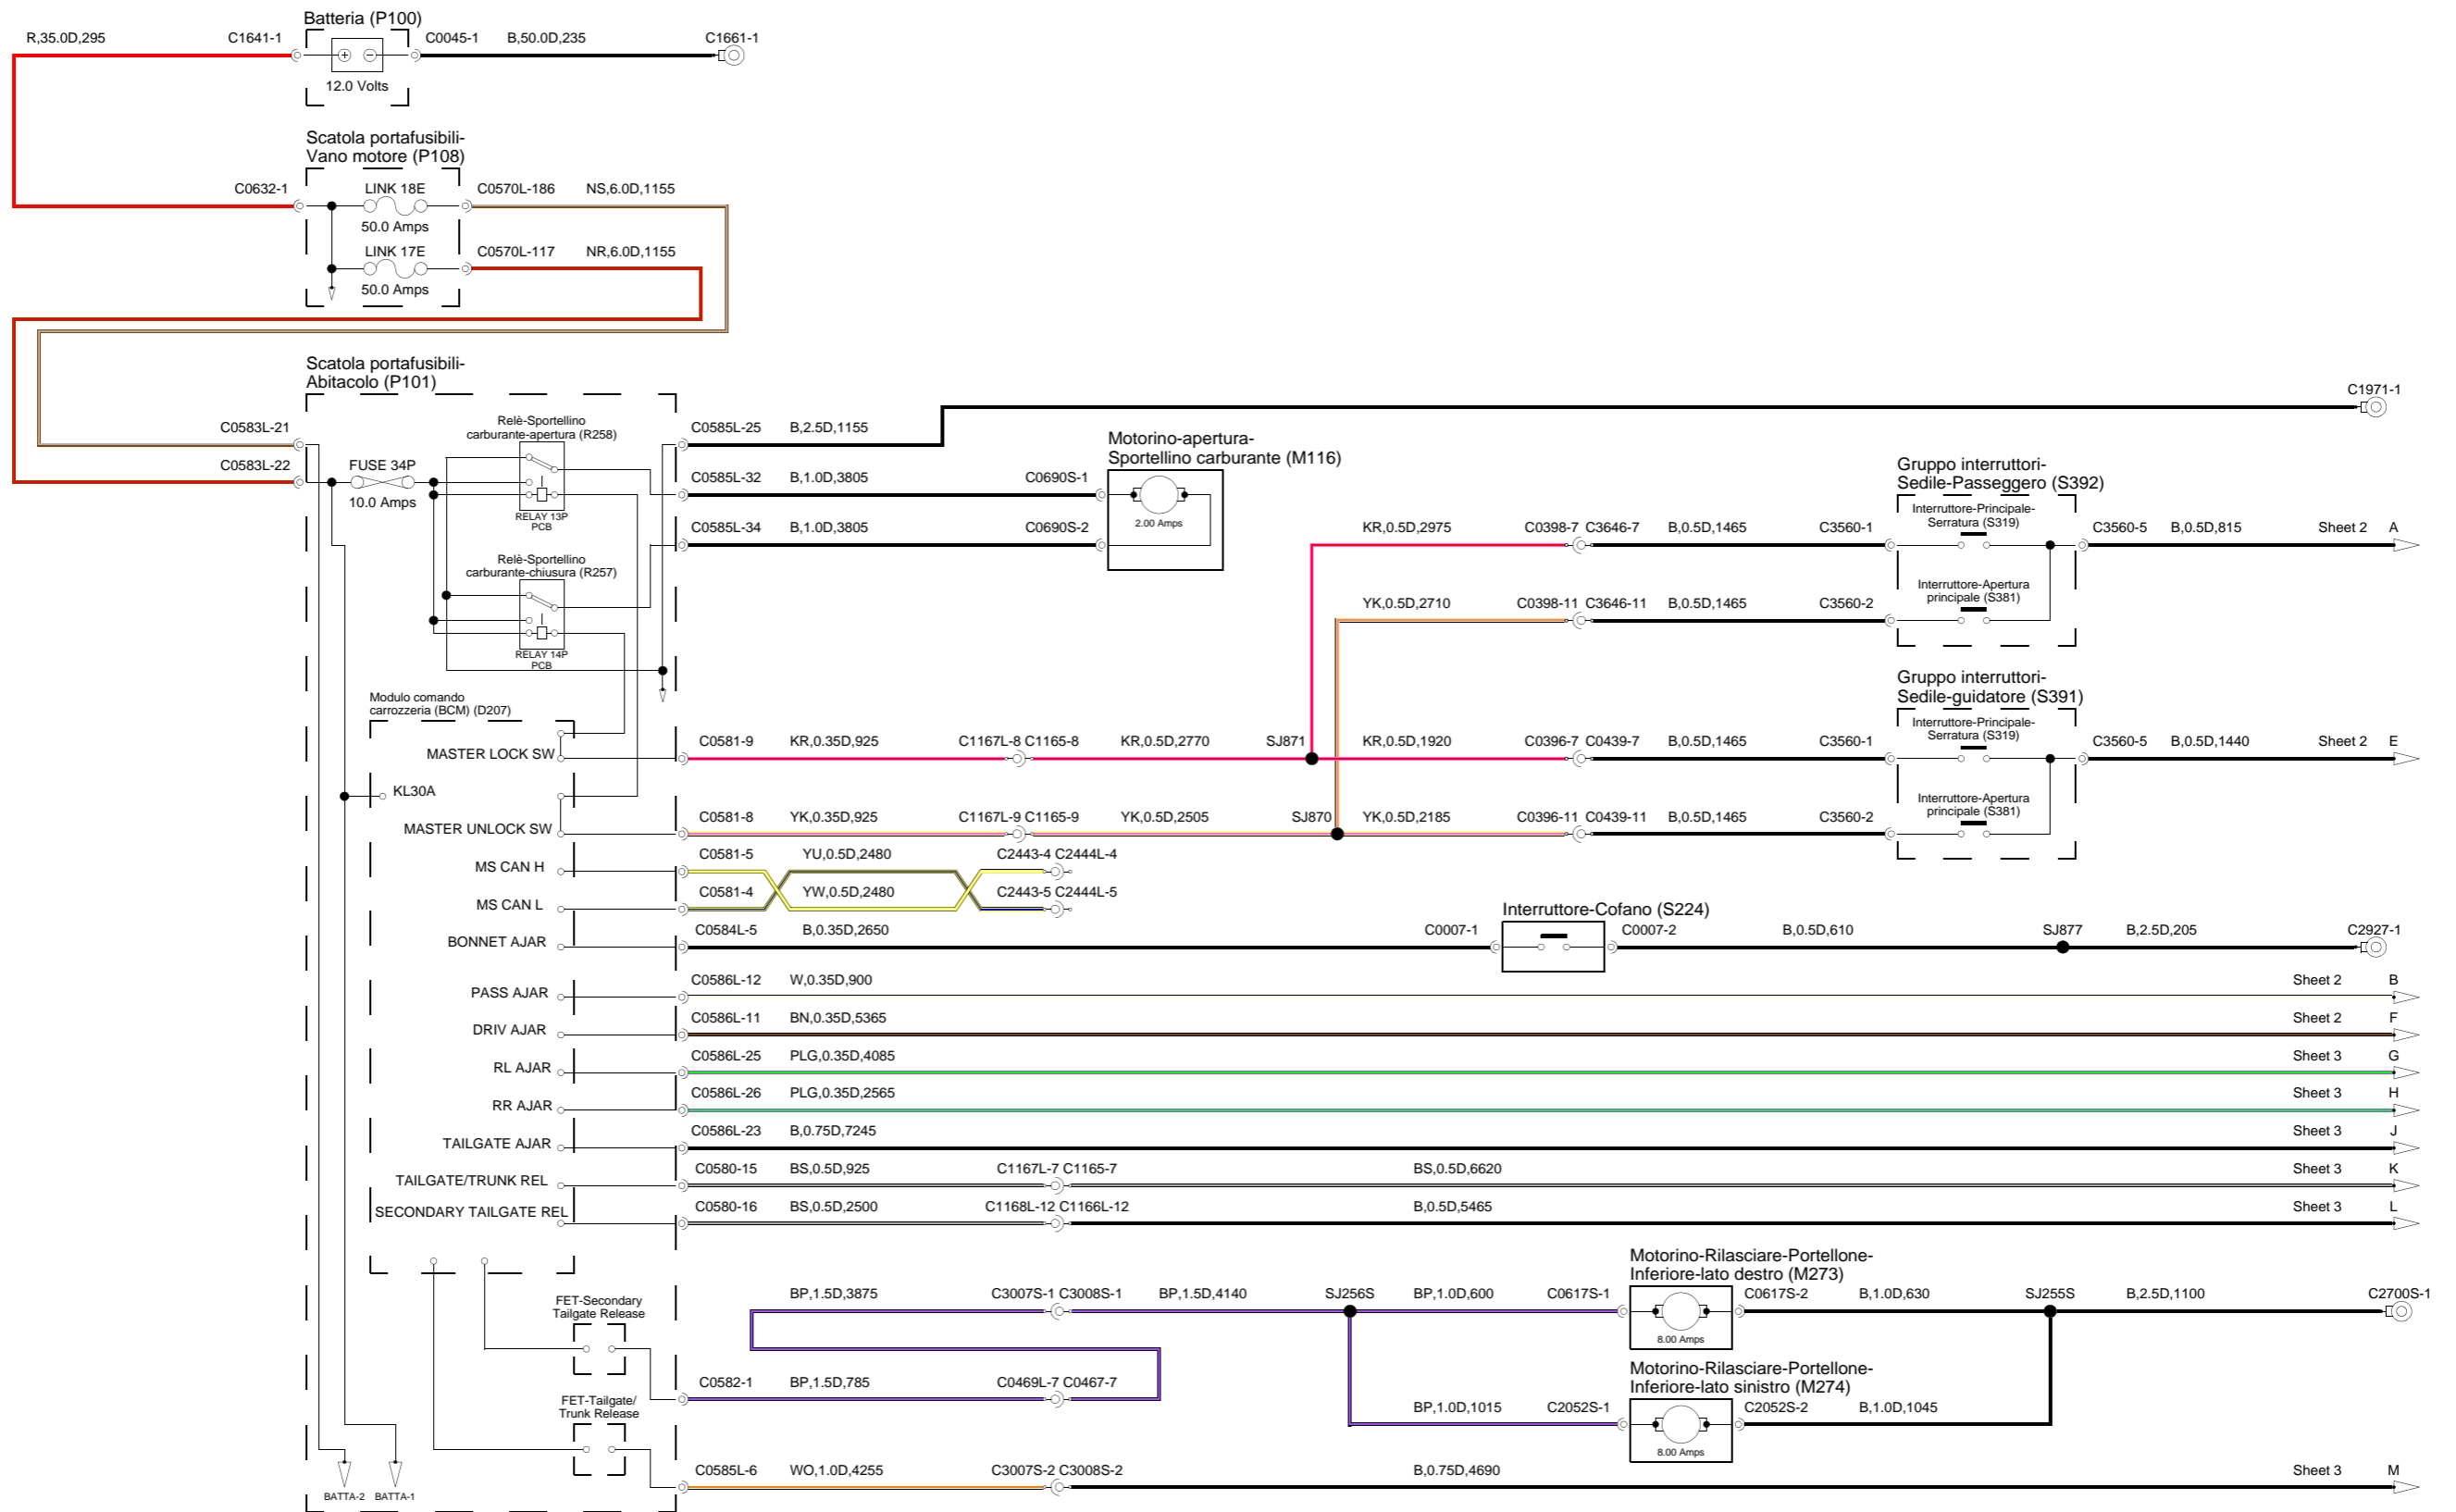 Batteria (P100)
R,35.0D,295 C1641-1 C0045-1 B,50.0D,235 C1661-1
12.0 Volts
Scatola portafusibili-
Vano motore (P108)
C0632-1 LINK 18E C0570L-186 NS,6.0D,1155
50.0 Amps
LINK 17E C0570L-117 NR,6.0D,1155
50.0 Amps
Scatola portafusibili-
Abitacolo (P101)
C1971-1
C0583L-21 Relè-Sportellino
carburante-apertura (R258) C0585L-25 B,2.5D,1155
Motorino-apertura-
Sportellino carburante (M116)
C0583L-22 FUSE 34P C0585L-32 B,1.0D,3805 C0690S-1
10.0 Amps
RELAY 13P
PCB
2.00 Amps
C0585L-34 B,1.0D,3805 C0690S-2
Gruppo interruttori-
Sedile-Passeggero (S392)
Interruttore-Principale-
Serratura (S319)
KR,0.5D,2975 C0398-7 C3646-7 B,0.5D,1465 C3560-1 C3560-5 B,0.5D,815 Sheet 2 A
Relè-Sportellino
carburante-chiusura (R257)
Interruttore-Apertura
principale (S381)
YK,0.5D,2710 C0398-11 C3646-11 B,0.5D,1465 C3560-2
RELAY 14P
PCB
Gruppo interruttori-
Sedile-guidatore (S391)
Modulo comando
carrozzeria (BCM) (D207)
Interruttore-Principale-
Serratura (S319)
MASTER LOCK SW C0581-9 KR,0.35D,925 C1167L-8 C1165-8 KR,0.5D,2770 SJ871 KR,0.5D,1920 C0396-7 C0439-7 B,0.5D,1465 C3560-1 C3560-5 B,0.5D,1440 Sheet 2 E
KL30A
Interruttore-Apertura
principale (S381)
MASTER UNLOCK SW C0581-8 YK,0.35D,925 C1167L-9 C1165-9 YK,0.5D,2505 SJ870 YK,0.5D,2185 C0396-11 C0439-11 B,0.5D,1465 C3560-2
MS CAN H C0581-5 YU,0.5D,2480 C2443-4 C2444L-4
MS CAN L C0581-4 YW,0.5D,2480 C2443-5 C2444L-5
Interruttore-Cofano (S224)
BONNET AJAR C0584L-5 B,0.35D,2650 C0007-1 C0007-2 B,0.5D,610 SJ877 B,2.5D,205 C2927-1
PASS AJAR C0586L-12 W,0.35D,900 Sheet 2 B
DRIV AJAR C0586L-11 BN,0.35D,5365 Sheet 2 F
RL AJAR C0586L-25 PLG,0.35D,4085 Sheet 3 G
RR AJAR C0586L-26 PLG,0.35D,2565 Sheet 3 H
TAILGATE AJAR C0586L-23 B,0.75D,7245 Sheet 3 J
TAILGATE/TRUNK REL C0580-15 BS,0.5D,925 C1167L-7 C1165-7 BS,0.5D,6620 Sheet 3 K
SECONDARY TAILGATE REL C0580-16 BS,0.5D,2500 C1168L-12 C1166L-12 B,0.5D,5465 Sheet 3 L
Motorino-Rilasciare-Portellone-
Inferiore-lato destro (M273)
BP,1.5D,3875 C3007S-1 C3008S-1 BP,1.5D,4140 SJ256S BP,1.0D,600 C0617S-1 C0617S-2 B,1.0D,630 SJ255S B,2.5D,1100 C2700S-1
FET-Secondary
Tailgate Release
8.00 Amps
Motorino-Rilasciare-Portellone-
Inferiore-lato sinistro (M274)
C0582-1 BP,1.5D,785 C0469L-7 C0467-7
FET-Tailgate/
Trunk Release
BP,1.0D,1015 C2052S-1 C2052S-2 B,1.0D,1045
8.00 Amps
C0585L-6 WO,1.0D,4255 C3007S-2 C3008S-2 B,0.75D,4690 Sheet 3 M
BATTA-2 BATTA-1